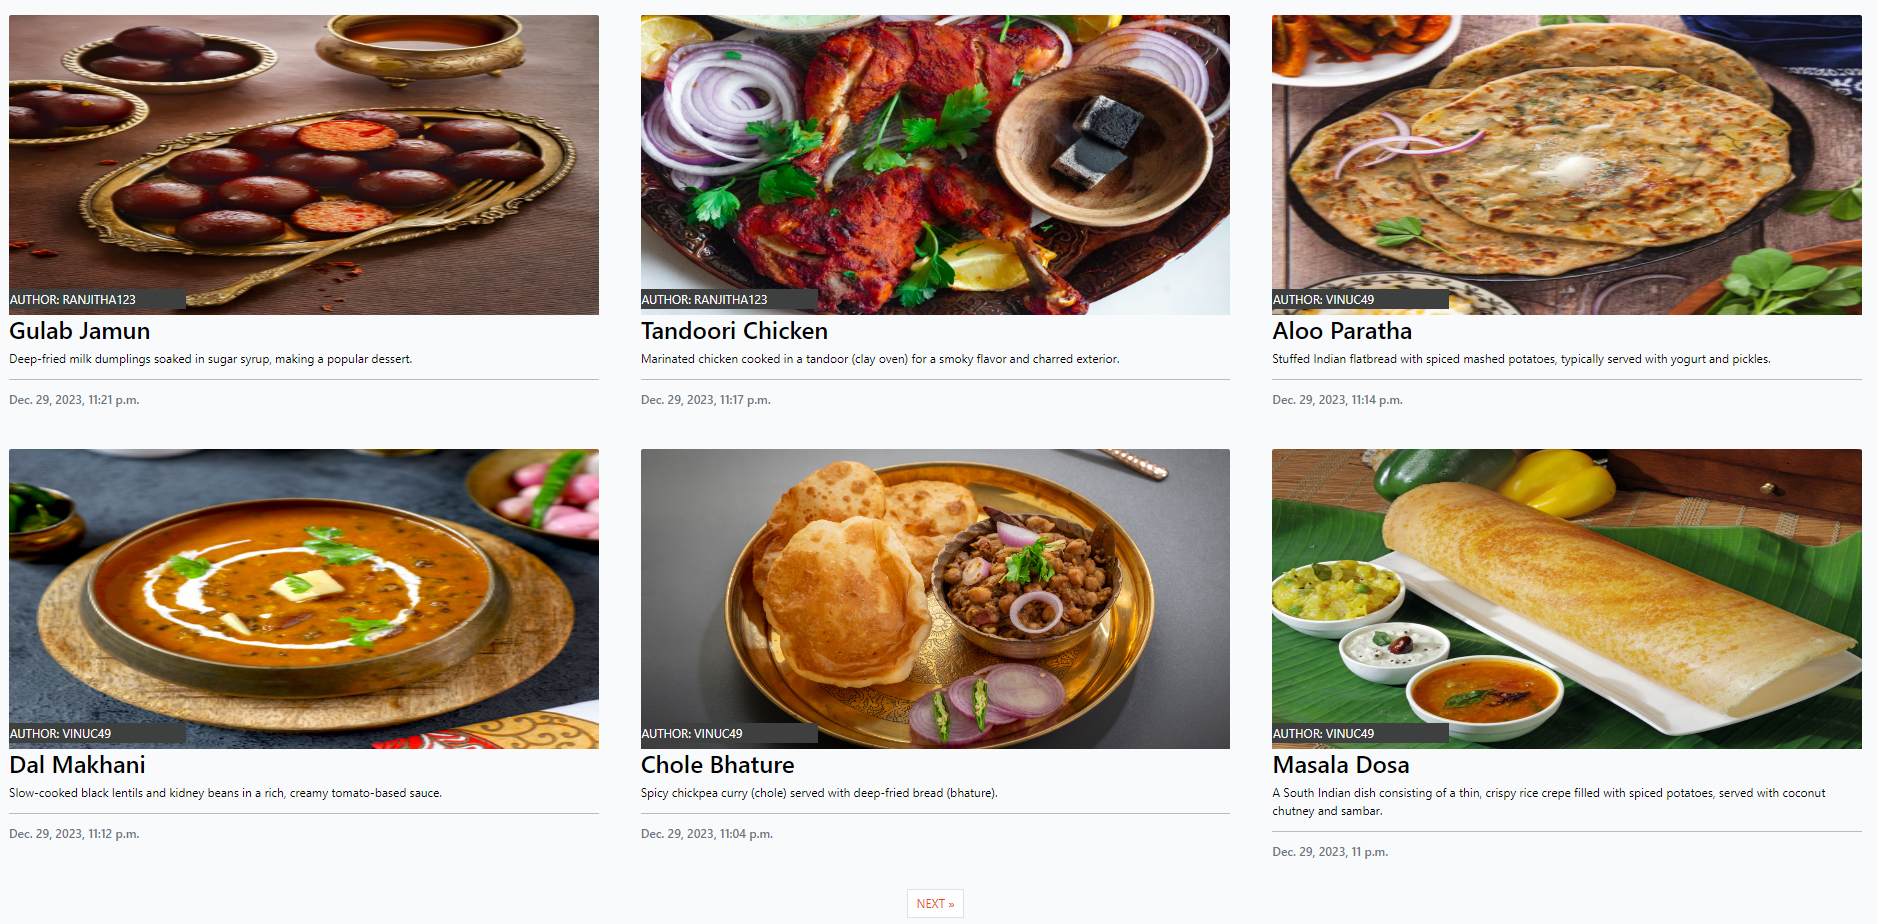 AUTHOR: RANJITHA123
Gulab Jamun
Deep-fried milk dumplings soaked in sugar syrup, making a popular dessert.
Dec. 29, 2023, 11:21 p.m.
AUTHOR: RANJITHA123
Tandoori Chicken
Marinated chicken cooked in a tandoor (clay oven) for a smoky flavor and charred exterior.
Dec. 29, 2023, 11:17 p.m.
AUTHOR: VINUC49
Aloo Paratha
Stuffed Indian flatbread with spiced mashed potatoes, typically served with yogurt and pickles.
Dec. 29, 2023, 11:14 p.m.
AUTHOR: VINUC49
Dal Makhani
Slow-cooked black lentils and kidney beans in a rich, creamy tomato-based sauce.
Dec. 29, 2023, 11:12 p.m.
AUTHOR: VINUC49
Chole Bhature
Spicy chickpea curry (chole) served with deep-fried bread (bhature).
Dec. 29, 2023, 11:04 p.m.
AUTHOR: VINUC49
Masala Dosa
A South Indian dish consisting of a thin, crispy rice crepe filled with spiced potatoes, served with coconut
chutney and sambar.
Dec. 29, 2023, 11 p.m.
NEXT »